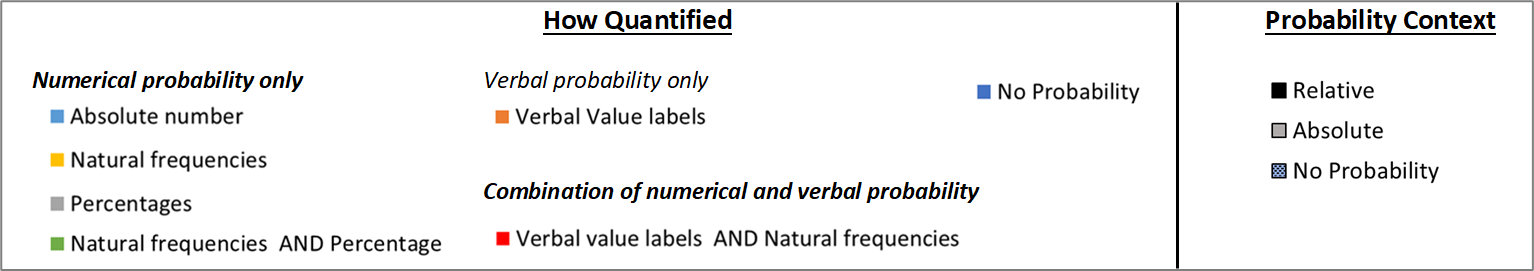 How Quantified
Numerical probability only
Absolute number
Natural frequencies
Percentages
Natural frequencies AND Percentage
Verbal probability only
Verbal Value labels
Combination of numerical and verbal probability
Verbal value labels AND Natural frequencies
No Probability
Probability Context
Relative
Absolute
No Probability